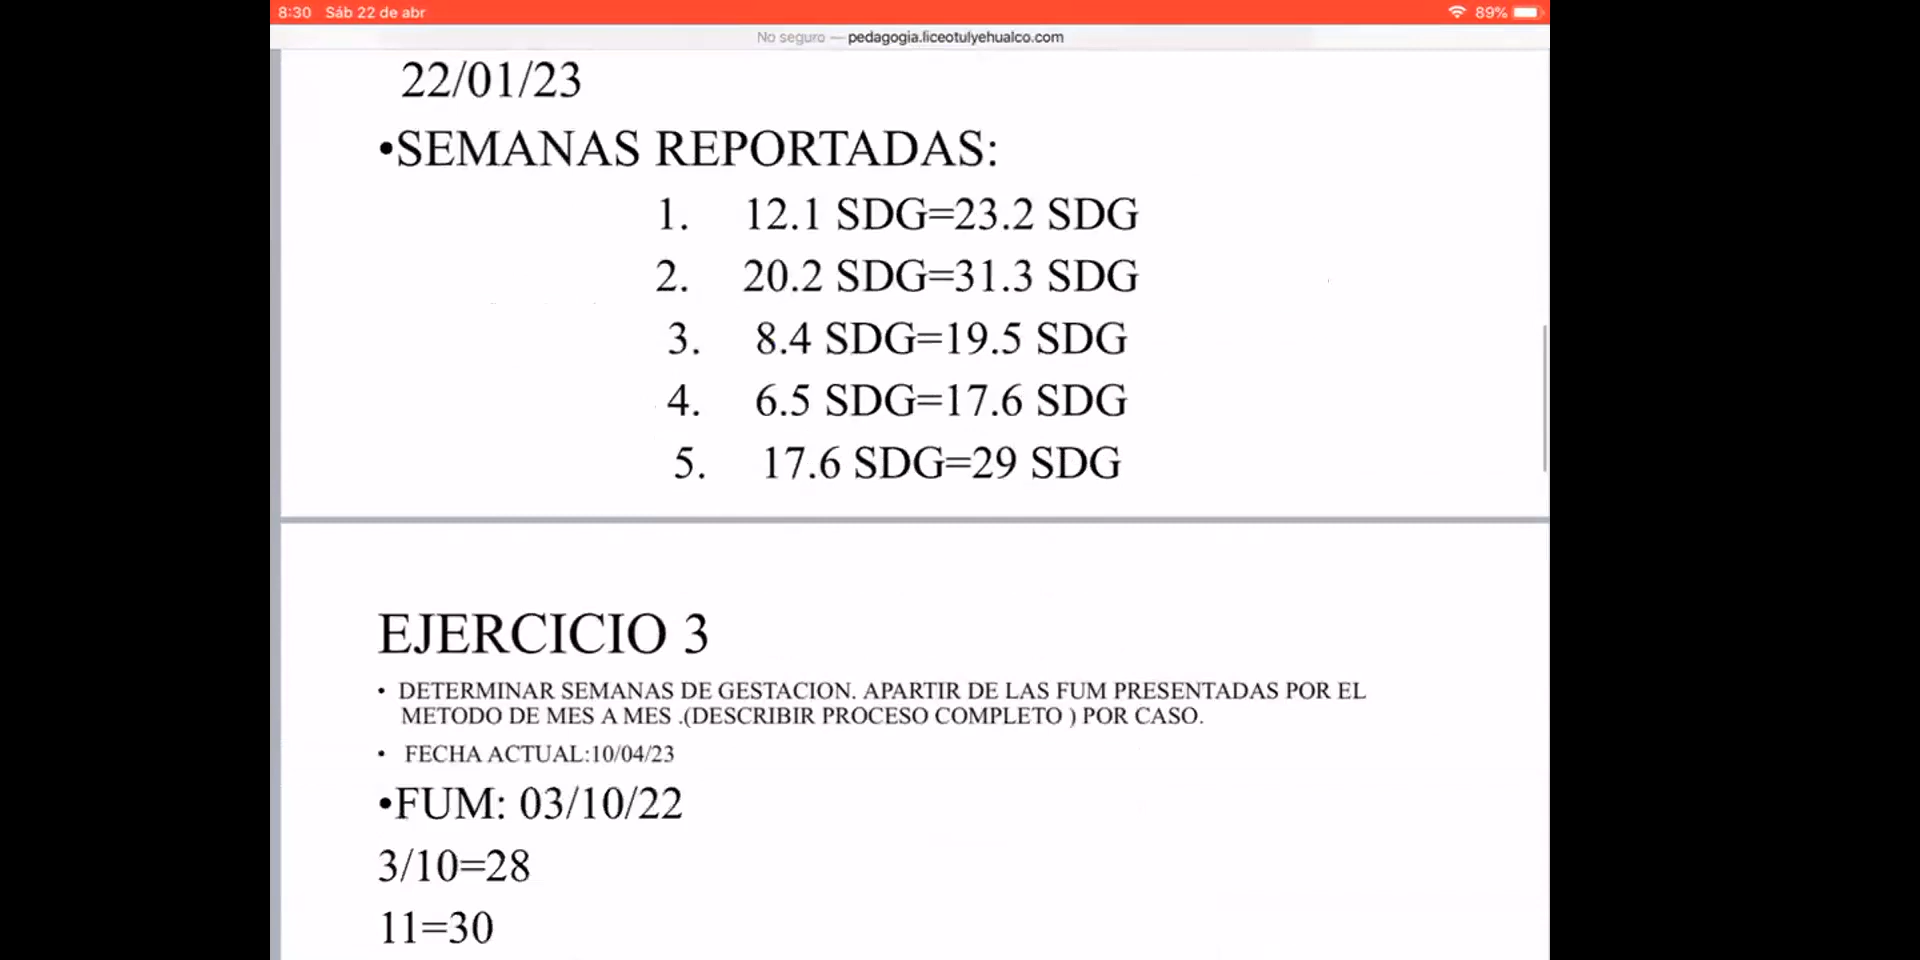 8:30 Sáb 22 de abr 89%
No seguro — pedagogia.liceotulyehualco.com
22/01/23
•SEMANAS REPORTADAS:
1. 12.1 SDG=23.2 SDG
2. 20.2 SDG=31.3 SDG
3. 8.4 SDG=19.5 SDG
4. 6.5 SDG=17.6 SDG
5. 17.6 SDG=29 SDG
EJERCICIO 3
• DETERMINAR SEMANAS DE GESTACION. APARTIR DE LAS FUM PRESENTADAS POR EL
METODO DE MES A MES .(DESCRIBIR PROCESO COMPLETO ) POR CASO.
• FECHA ACTUAL:10/04/23
•FUM: 03/10/22
3/10=28
11=30